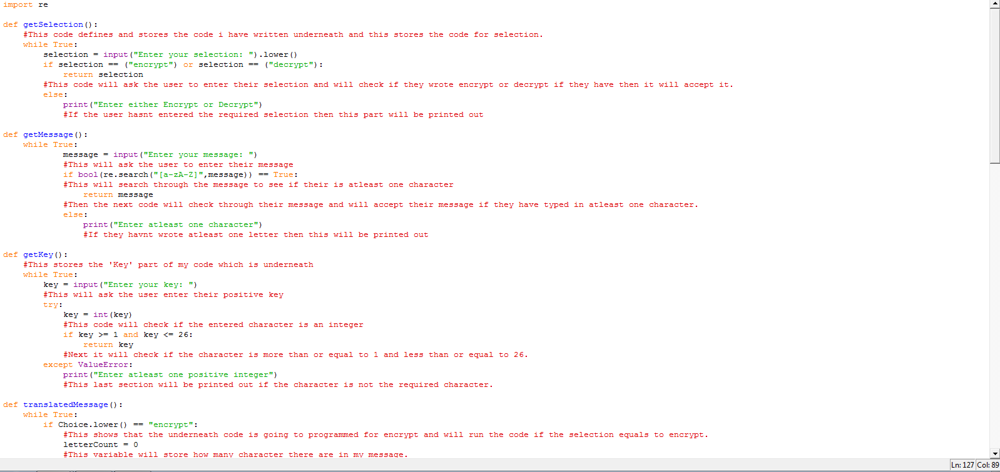 import re

def getSelection():
    #This code defines and stores the code i have written underneath and this stores the code for selection.
    while True:
        selection = input("Enter your selection: ").lower()
        if selection == ("encrypt") or selection == ("decrypt"):
            return selection
        #This code will ask the user to enter their selection and will check if they wrote encrypt or decrypt if they have then it will accept it.
        else:
            print("Enter either Encrypt or Decrypt")
            #If the user hasnt entered the required selection then this part will be printed out

def getMessage():
    while True:
            message = input("Enter your message: ")
            #This will ask the user to enter their message
            if bool(re.search("[a-zA-Z]",message)) == True:
            #This will search through the message to see if their is atleast one character
                return message
            #Then the next code will check through their message and will accept their message if they have typed in atleast one character.
            else:
                print("Enter atleast one character")
                #If they havnt wrote atleast one letter then this will be printed out

def getKey():
    #This stores the 'Key' part of my code which is underneath
    while True:
        key = input("Enter your key: ")
        #This will ask the user enter their positive key
        try:
            key = int(key)
            #This code will check if the entered character is an integer
            if key >= 1 and key <= 26:
                return key
            #Next it will check if the character is more than or equal to 1 and less than or equal to 26.
        except ValueError:
            print("Enter atleast one positive integer")
            #This last section will be printed out if the character is not the required character.

def translatedMessage():
    while True:
        if Choice.lower() == "encrypt":
            #This shows that the underneath code is going to programmed for encrypt and will run the code if the selection equals to encrypt.
            letterCount = 0
            #This variable will store how many character there are in my message.
Ln: 127 Col: 89